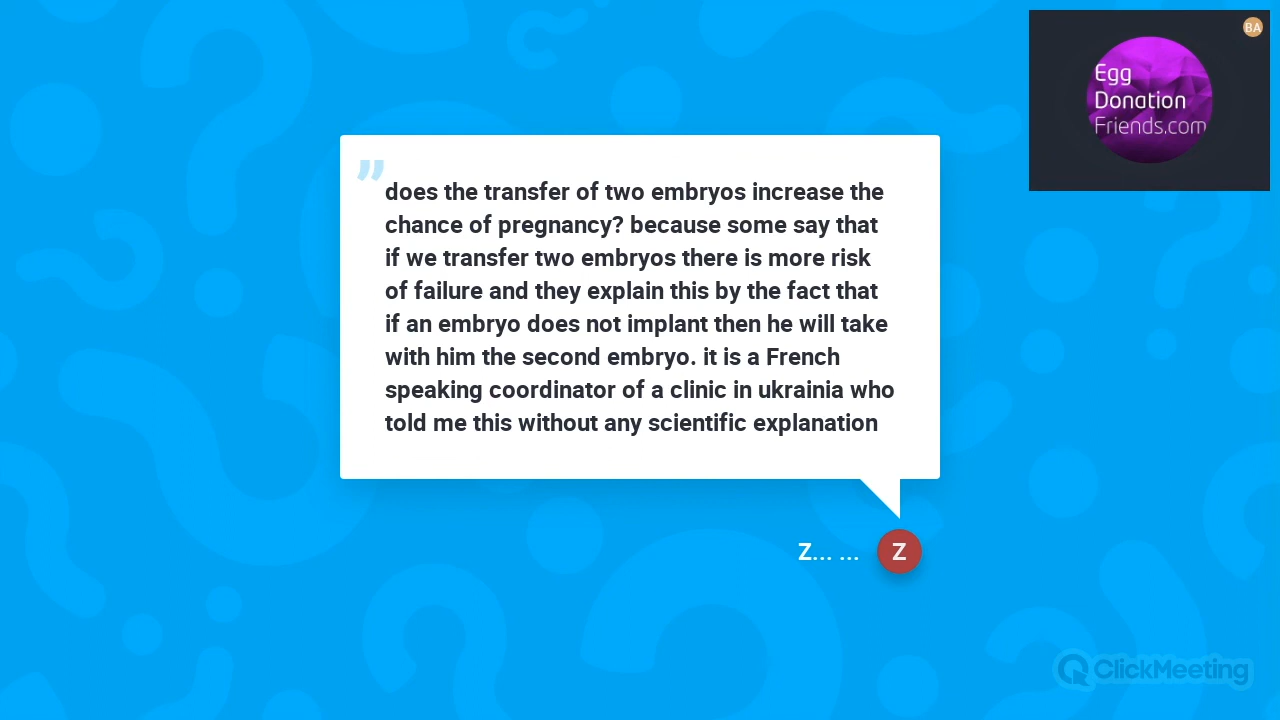 BA
Egg
Donation
Friends.com
”
does the transfer of two embryos increase the
chance of pregnancy? because some say that
if we transfer two embryos there is more risk
of failure and they explain this by the fact that
if an embryo does not implant then he will take
with him the second embryo. it is a French
speaking coordinator of a clinic in ukrainia who
told me this without any scientific explanation
Z... ... Z
ClickMeeting